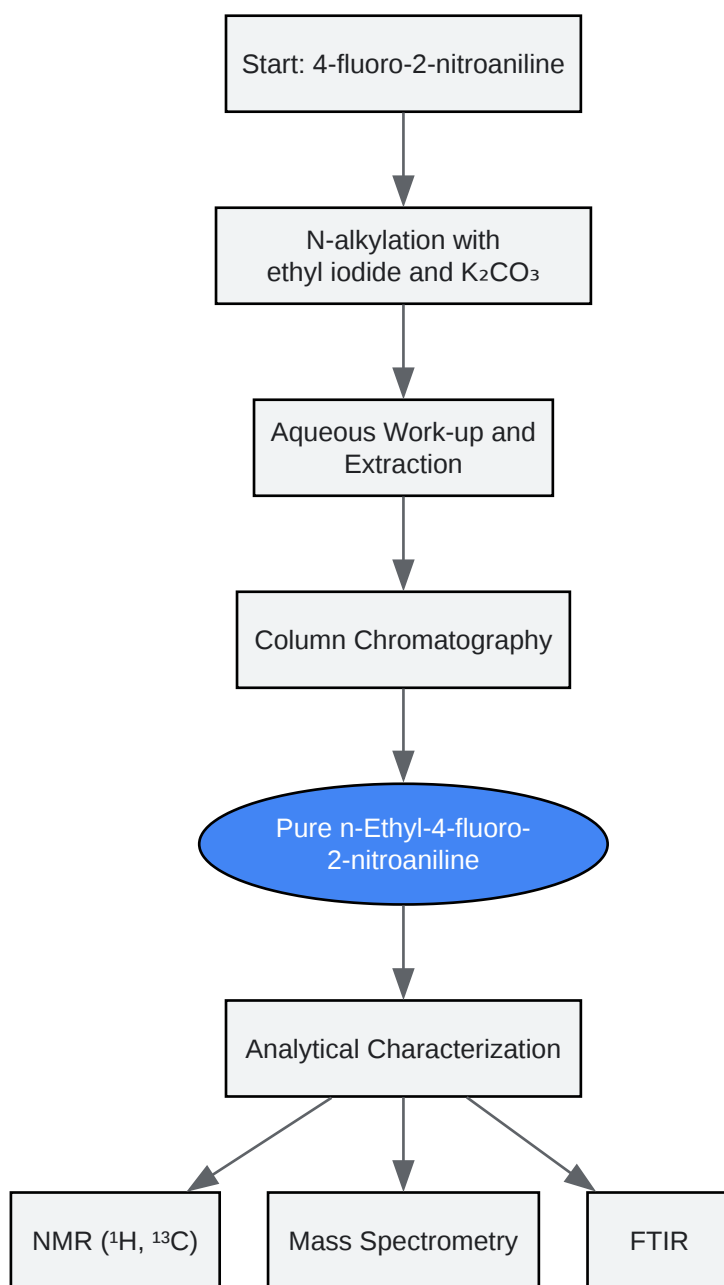 Start: 4-fluoro-2-nitroaniline
N-alkylation with
ethyl iodide and K₂CO₃
Aqueous Work-up and
Extraction
Column Chromatography
Pure n-Ethyl-4-fluoro-
2-nitroaniline
Analytical Characterization
NMR (¹H, ¹³C)
Mass Spectrometry
FTIR